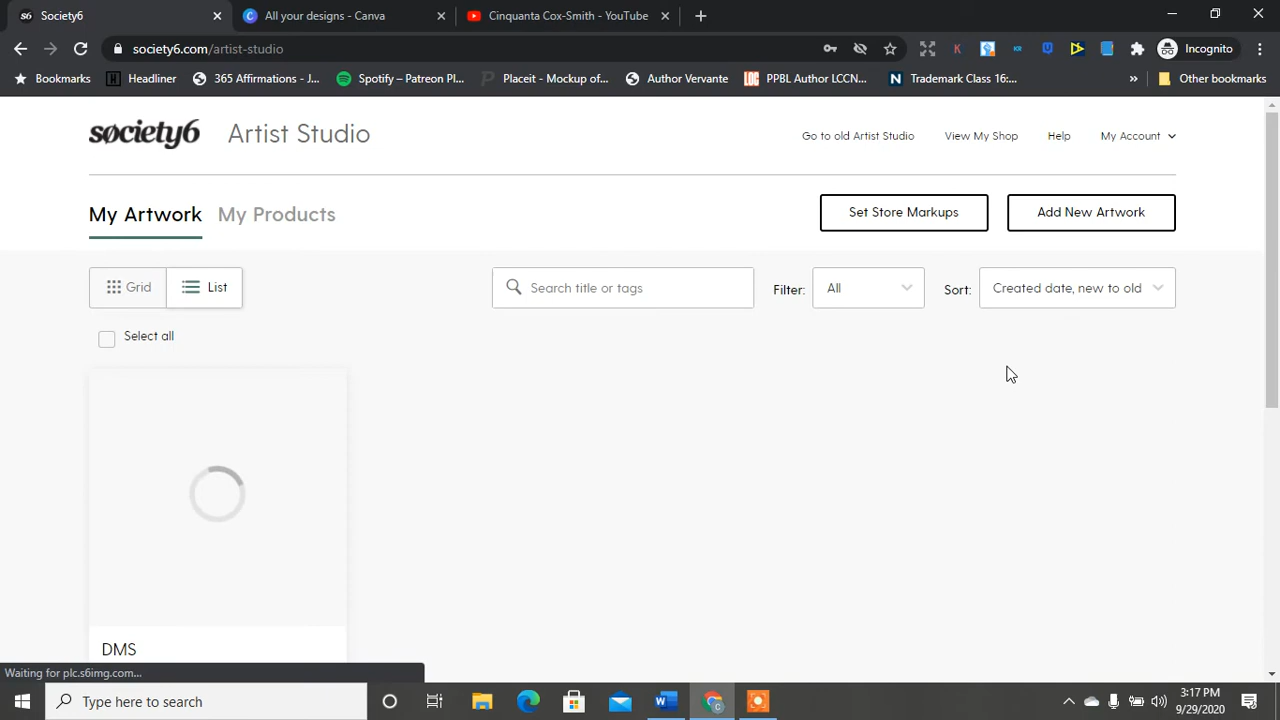 Society6
All your designs - Canva
Cinquanta Cox-Smith - YouTube
society6.com/artist-studio
Incognito
Bookmarks
Headliner
365 Affirmations - J...
Spotify – Patreon Pl...
Placeit - Mockup of...
Author Vervante
PPBL Author LCCN...
Trademark Class 16:...
»
Other bookmarks
society6
Artist Studio
Go to old Artist Studio
View My Shop
Help
My Account
My Artwork
My Products
Set Store Markups
Add New Artwork
Grid
List
Search title or tags
Filter:
All
Sort:
Created date, new to old
Select all
DMS
Waiting for plc.s6img.com...
Type here to search
3:17 PM
9/29/2020